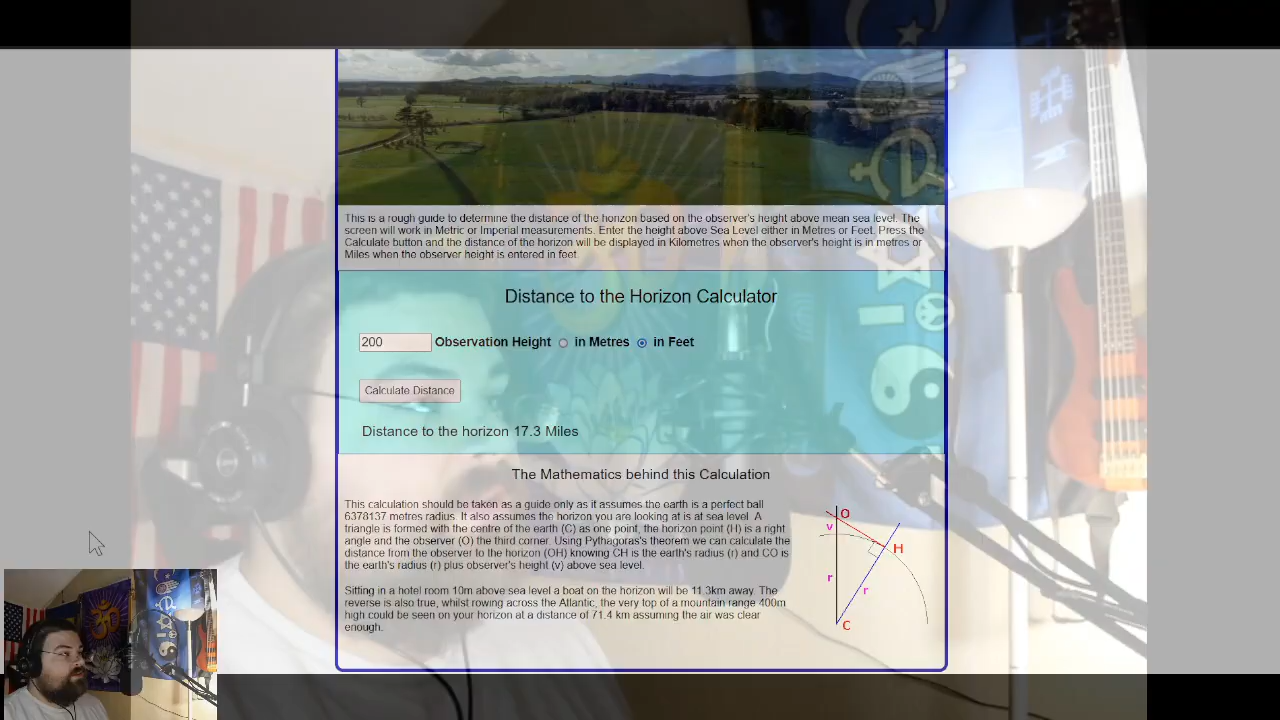 This is a rough guide to determine the distance of the horizon based on the observer's height above mean sea level. The
screen will work in Metric or Imperial measurements. Enter the height above Sea Level either in Metres or Feet. Press the
Calculate button and the distance of the horizon will be displayed in Kilometres when the observer's height is in metres or
Miles when the observer height is entered in feet.
Distance to the Horizon Calculator
200 Observation Height in Metres in Feet
Calculate Distance
Distance to the horizon 17.3 Miles
The Mathematics behind this Calculation
This calculation should be taken as a guide only as it assumes the earth is a perfect ball
6378137 metres radius. It also assumes the horizon you are looking at is at sea level. A
triangle is formed with the centre of the earth (C) as one point, the horizon point (H) is a right
angle and the observer (O) the third corner. Using Pythagoras's theorem we can calculate the
distance from the observer to the horizon (OH) knowing CH is the earth's radius (r) and CO is
the earth's radius (r) plus observer's height (v) above sea level.
Sitting in a hotel room 10m above sea level a boat on the horizon will be 11.3km away. The
reverse is also true, whilst rowing across the Atlantic, the very top of a mountain range 400m
high could be seen on your horizon at a distance of 71.4 km assuming the air was clear
enough.
O
v
H
r
r
C